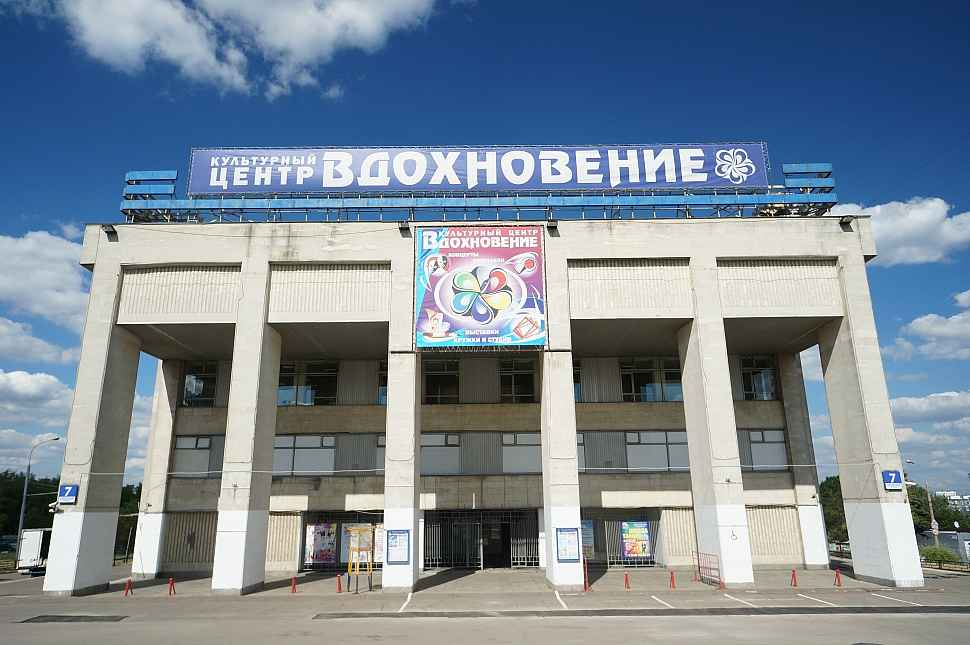 КУЛЬТУРНЫЙ
ЦЕНТР
ВДОХНОВЕНИЕ
КУЛЬТУРНЫЙ ЦЕНТР
ВДОХНОВЕНИЕ
КОНЦЕРТЫ
ВЫСТАВКИ
КРУЖКИ И СТУДИИ
7
7